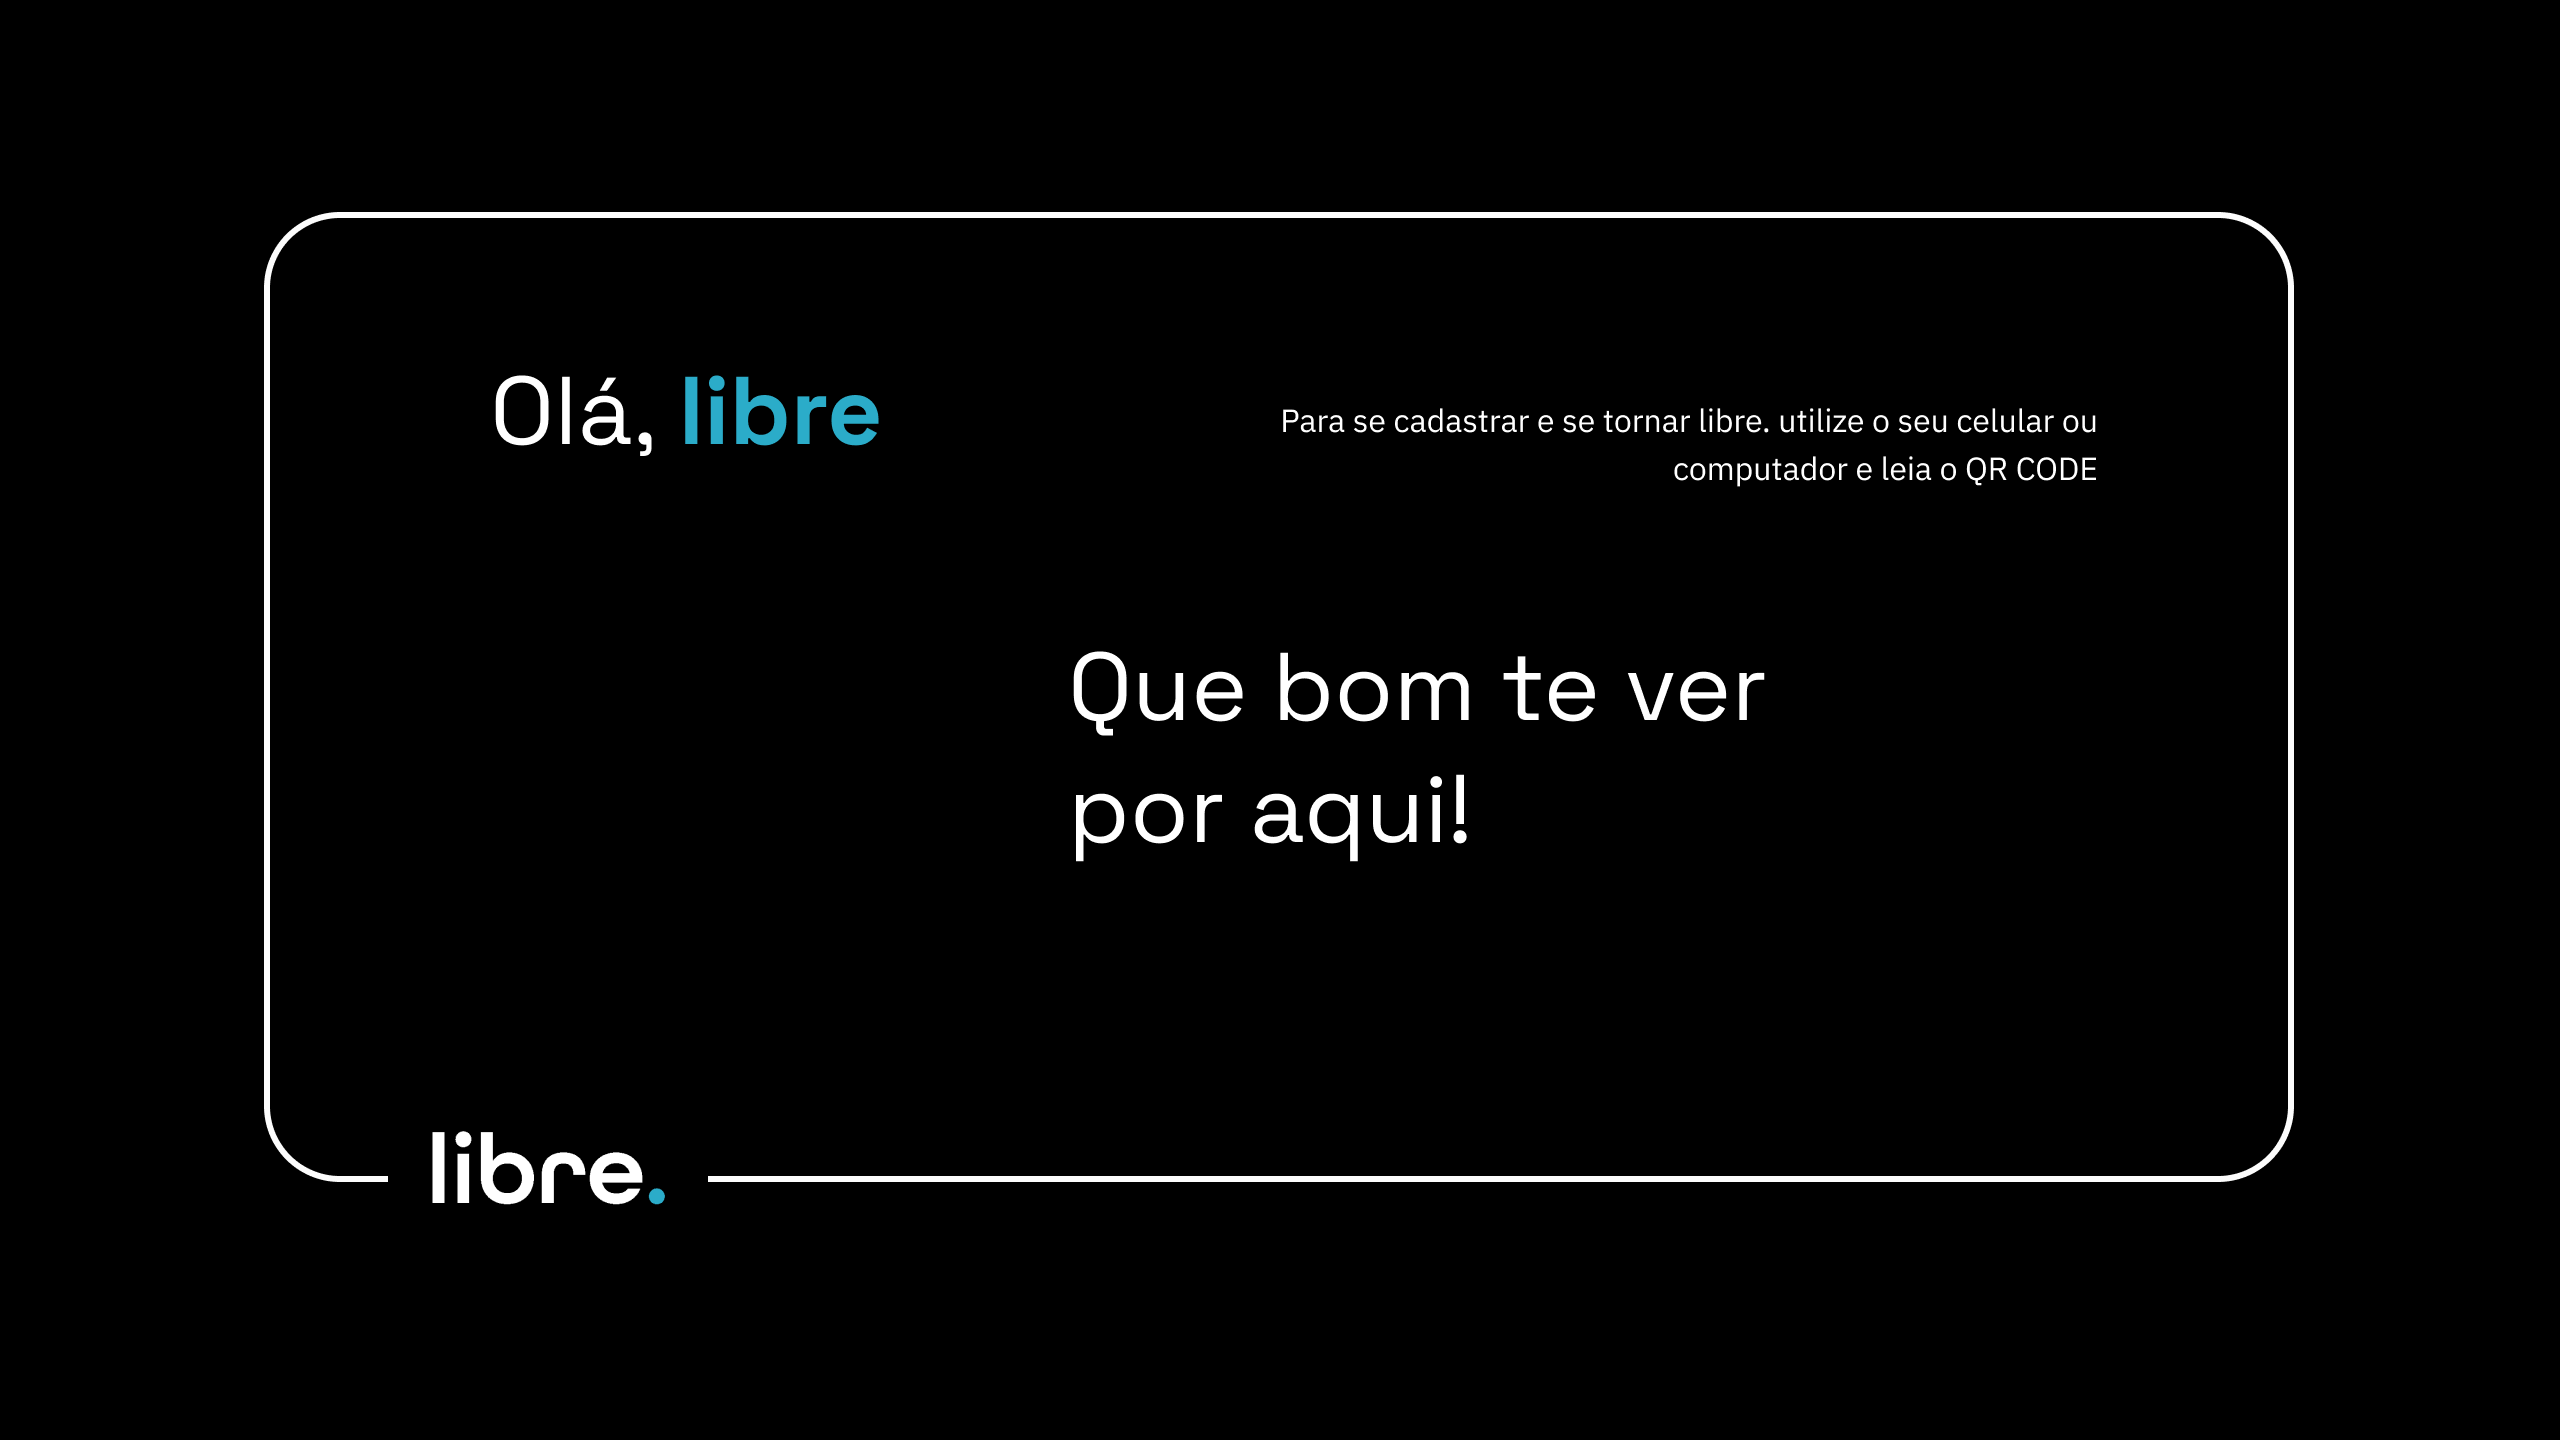 Olá, libre
Para se cadastrar e se tornar libre. utilize o seu celular ou
computador e leia o QR CODE
Que bom te ver
por aqui!
libre.